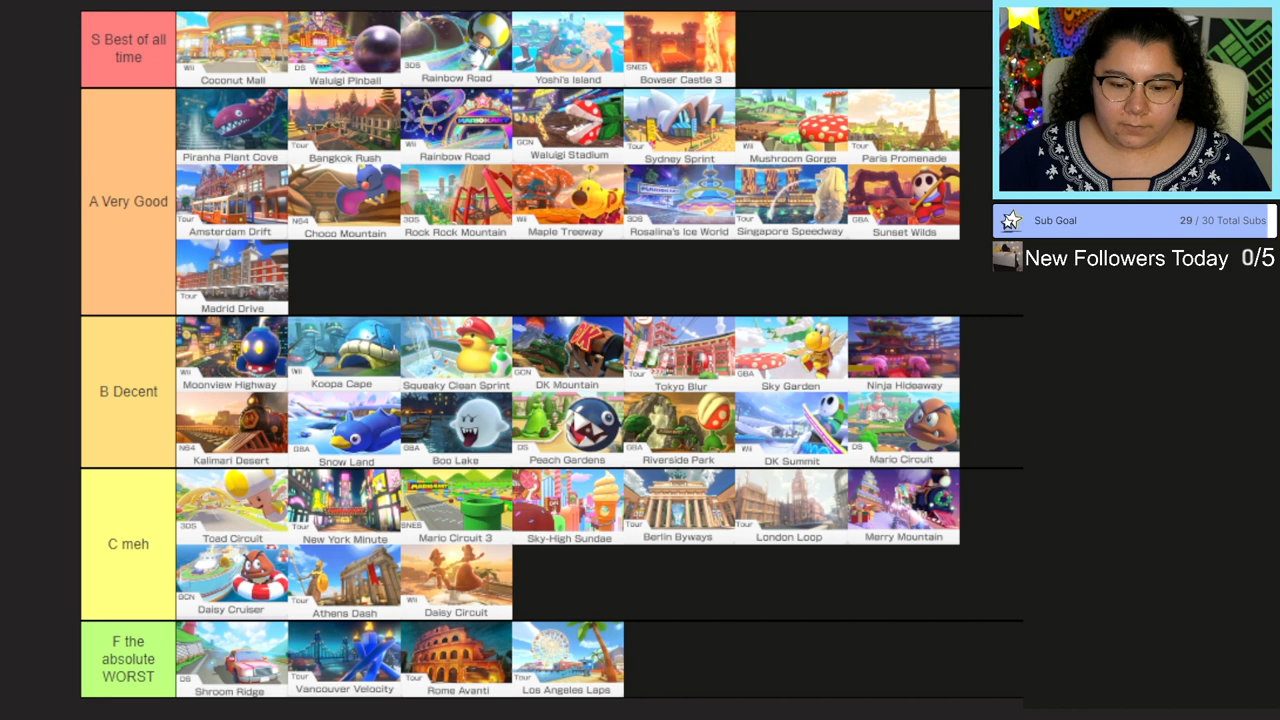 S Best of all
time
Wii
Coconut Mall
DS
Waluigi Pinball
3DS
Rainbow Road
Yoshi's Island
SNES
Bowser Castle 3
A Very Good
Piranha Plant Cove
Tour
Bangkok Rush
Wii
MARIOKART
Rainbow Road
GCN
Waluigi Stadium
Tour
Sydney Sprint
Wii
Mushroom Gorge
Tour
Paris Promenade
Tour
Amsterdam Drift
N64
Choco Mountain
3DS
Rock Rock Mountain
Wii
Maple Treeway
3DS
Rosalina's Ice World
Tour
Singapore Speedway
GBA
Sunset Wilds
Tour
Madrid Drive
B Decent
Wii
Moonview Highway
Wii
Koopa Cape
Squeaky Clean Sprint
GCN
DK
DK Mountain
Tour
Tokyo Blur
GBA
Sky Garden
Ninja Hideaway
N64
Kalimari Desert
GBA
Snow Land
GBA
Boo Lake
DS
Peach Gardens
GBA
Riverside Park
Wii
DK Summit
DS
Mario Circuit
C meh
3DS
Toad Circuit
Tour
New York Minute
SNES
MARIOKART
Mario Circuit 3
Sky-High Sundae
Tour
Berlin Byways
Tour
London Loop
Merry Mountain
GCN
Daisy Cruiser
Tour
Athens Dash
Wii
Daisy Circuit
F the
absolute
WORST
DS
Shroom Ridge
Tour
Vancouver Velocity
Tour
Rome Avanti
Tour
Los Angeles Laps
Sub Goal
29 / 30 Total Subs
New Followers Today 0/5